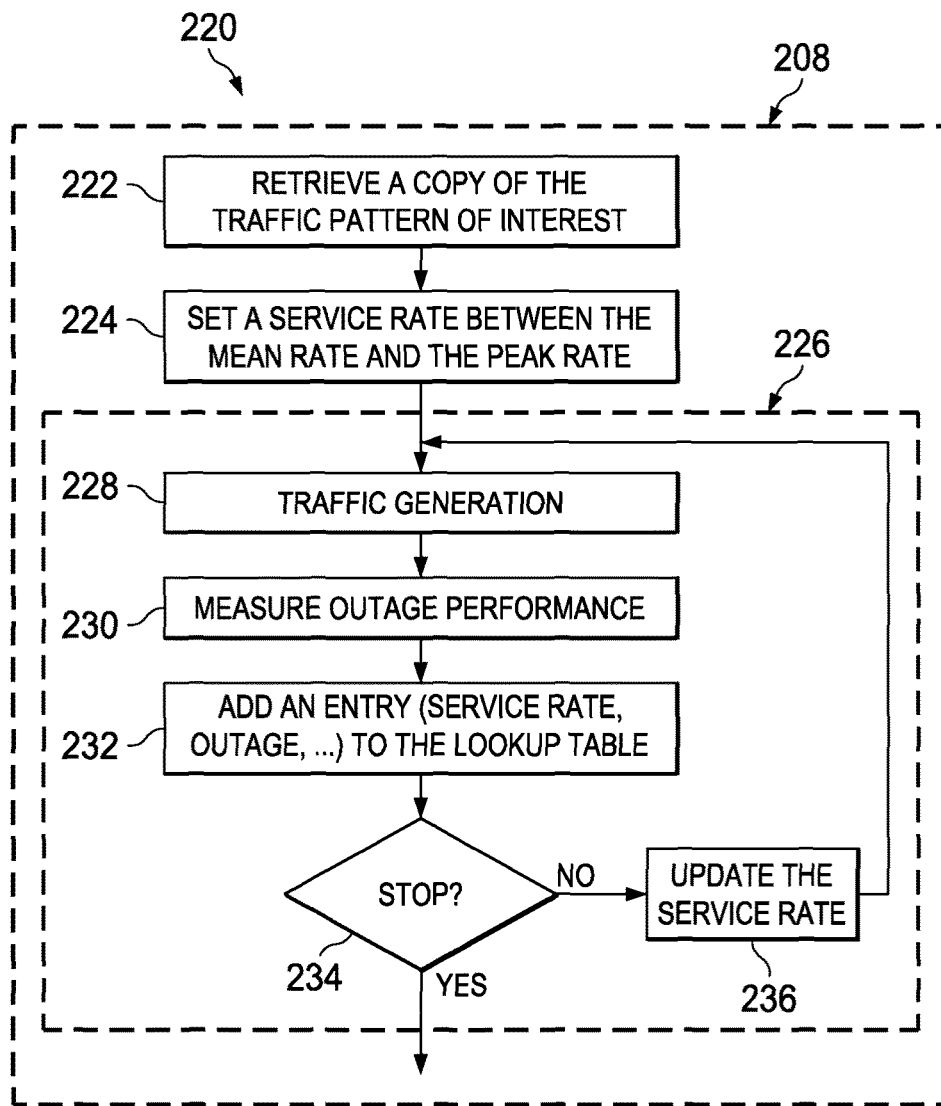 220
208
222
RETRIEVE A COPY OF THE
TRAFFIC PATTERN OF INTEREST
224
SET A SERVICE RATE BETWEEN THE
MEAN RATE AND THE PEAK RATE
226
228
TRAFFIC GENERATION
230
MEASURE OUTAGE PERFORMANCE
232
ADD AN ENTRY (SERVICE RATE,
OUTAGE, ...) TO THE LOOKUP TABLE
STOP?
NO
UPDATE THE
SERVICE RATE
234
YES
236